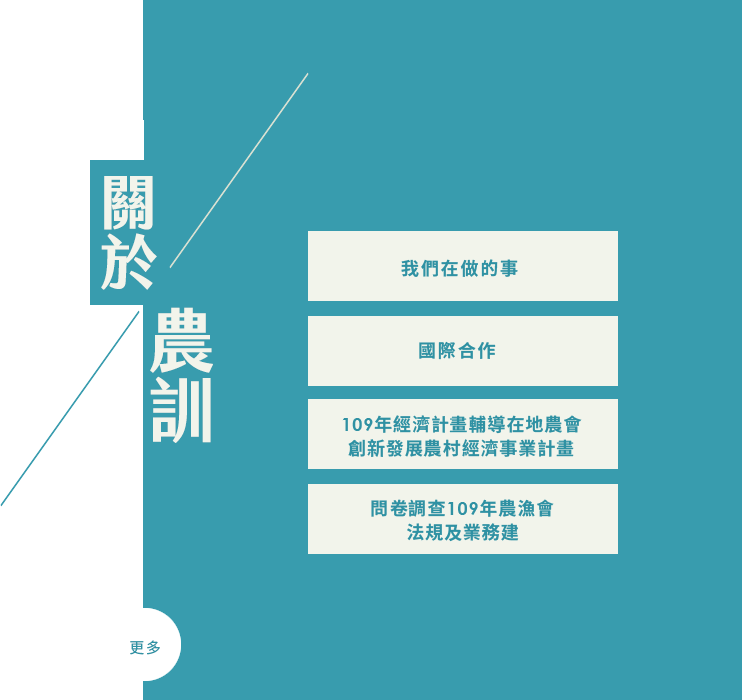 關於
農訓
我們在做的事
國際合作
109年經濟計畫輔導在地農會
創新發展農村經濟事業計畫
問卷調查109年農漁會
法規及業務建
更多